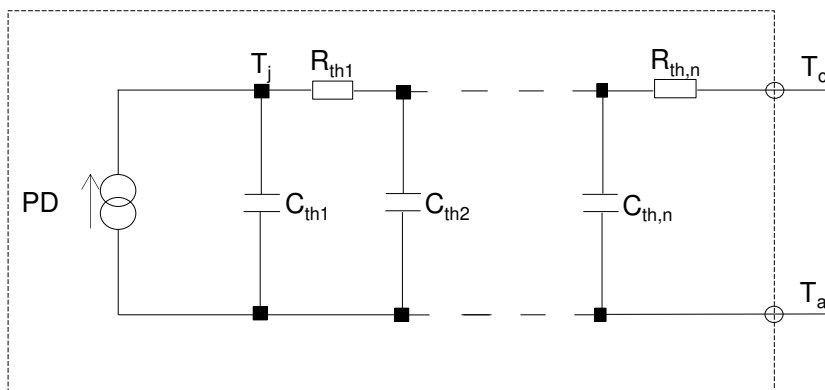 T_j
R_th1
R_th,n
T_c
PD
C_th1
C_th2
C_th,n
T_a